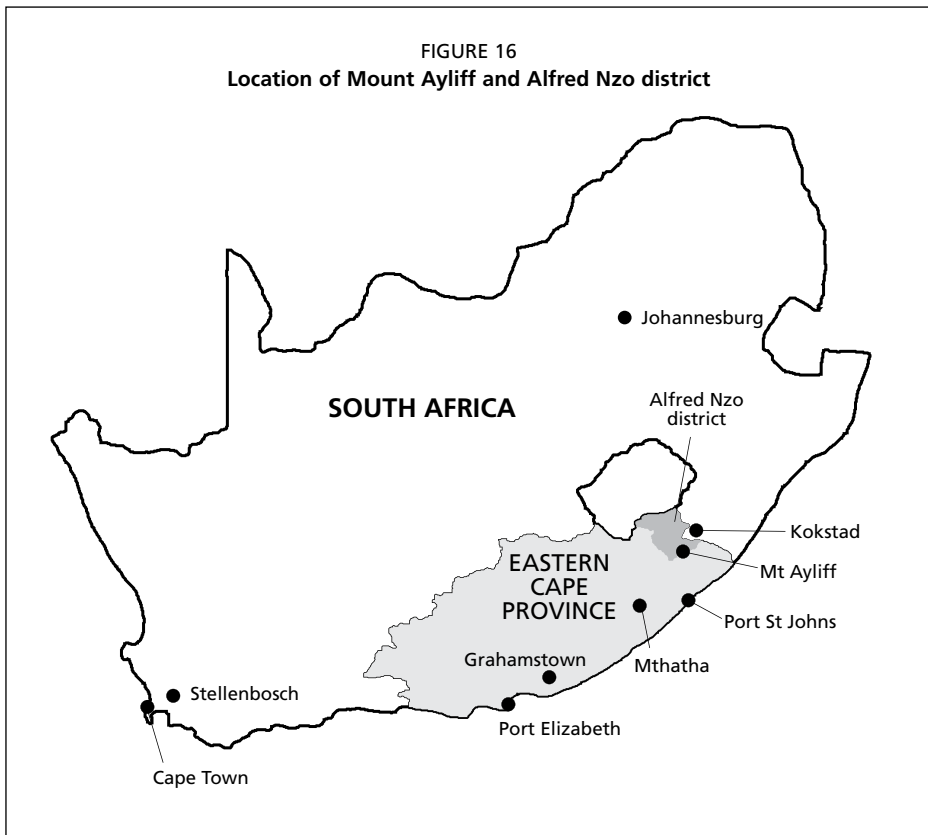 FIGURE 16
Location of Mount Ayliff and Alfred Nzo district
Johannesburg
SOUTH AFRICA
Alfred Nzo
district
Kokstad
Mt Ayliff
EASTERN
CAPE
PROVINCE
Port St Johns
Mthatha
Grahamstown
Stellenbosch
Port Elizabeth
Cape Town